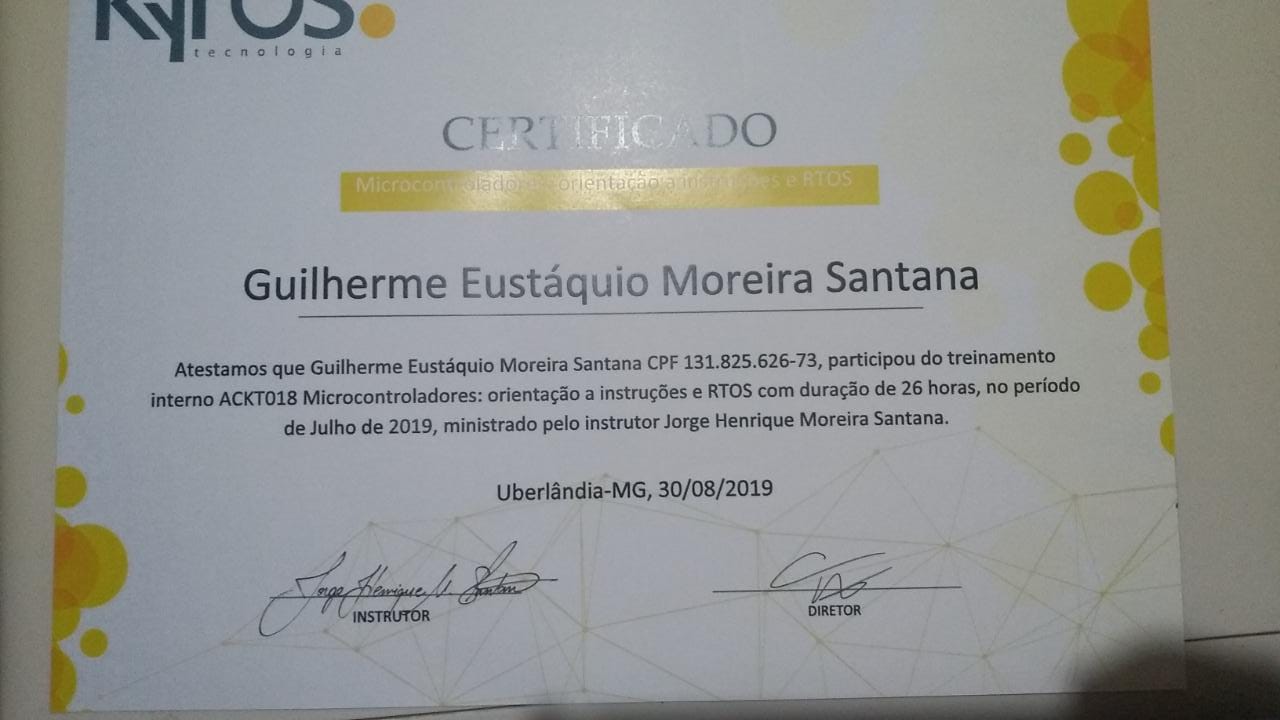 Kyros
tecnologia
CERTIFICADO
Microcontroladores: orientação a instruções e RTOS
Guilherme Eustáquio Moreira Santana
Atestamos que Guilherme Eustáquio Moreira Santana CPF 131.825.626-73, participou do treinamento
interno ACKT018 Microcontroladores: orientação a instruções e RTOS com duração de 26 horas, no período
de Julho de 2019, ministrado pelo instrutor Jorge Henrique Moreira Santana.
Uberlândia-MG, 30/08/2019
Jorge Henrique M. Santana
INSTRUTOR
DIRETOR